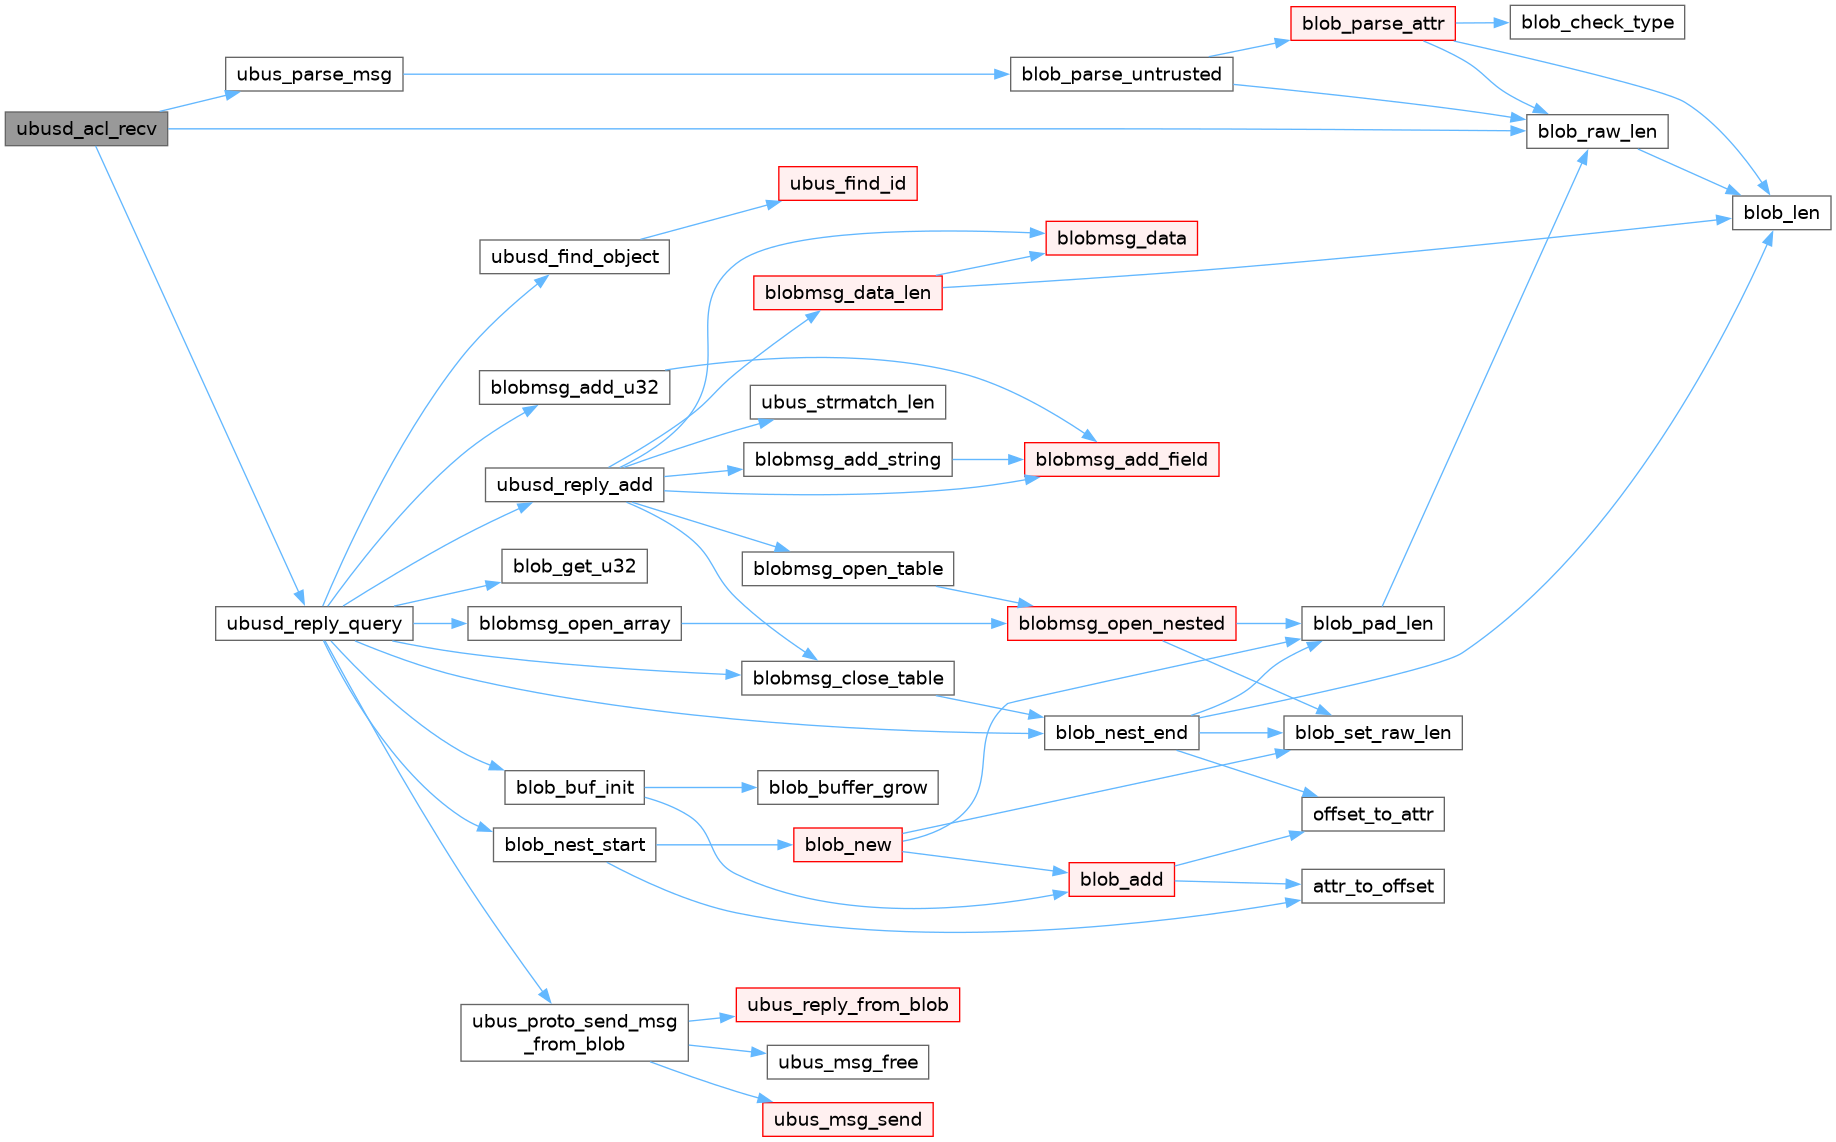 blob_parse_attr
blob_check_type
ubus_parse_msg
blob_parse_untrusted
ubusd_acl_recv
blob_raw_len
ubus_find_id
blob_len
ubusd_find_object
blobmsg_data
blobmsg_data_len
blobmsg_add_u32
ubus_strmatch_len
blobmsg_add_string
blobmsg_add_field
ubusd_reply_add
blob_get_u32
blobmsg_open_table
ubusd_reply_query
blobmsg_open_array
blobmsg_open_nested
blob_pad_len
blobmsg_close_table
blob_nest_end
blob_set_raw_len
blob_buf_init
blob_buffer_grow
offset_to_attr
blob_nest_start
blob_new
blob_add
attr_to_offset
ubus_proto_send_msg
_from_blob
ubus_reply_from_blob
ubus_msg_free
ubus_msg_send